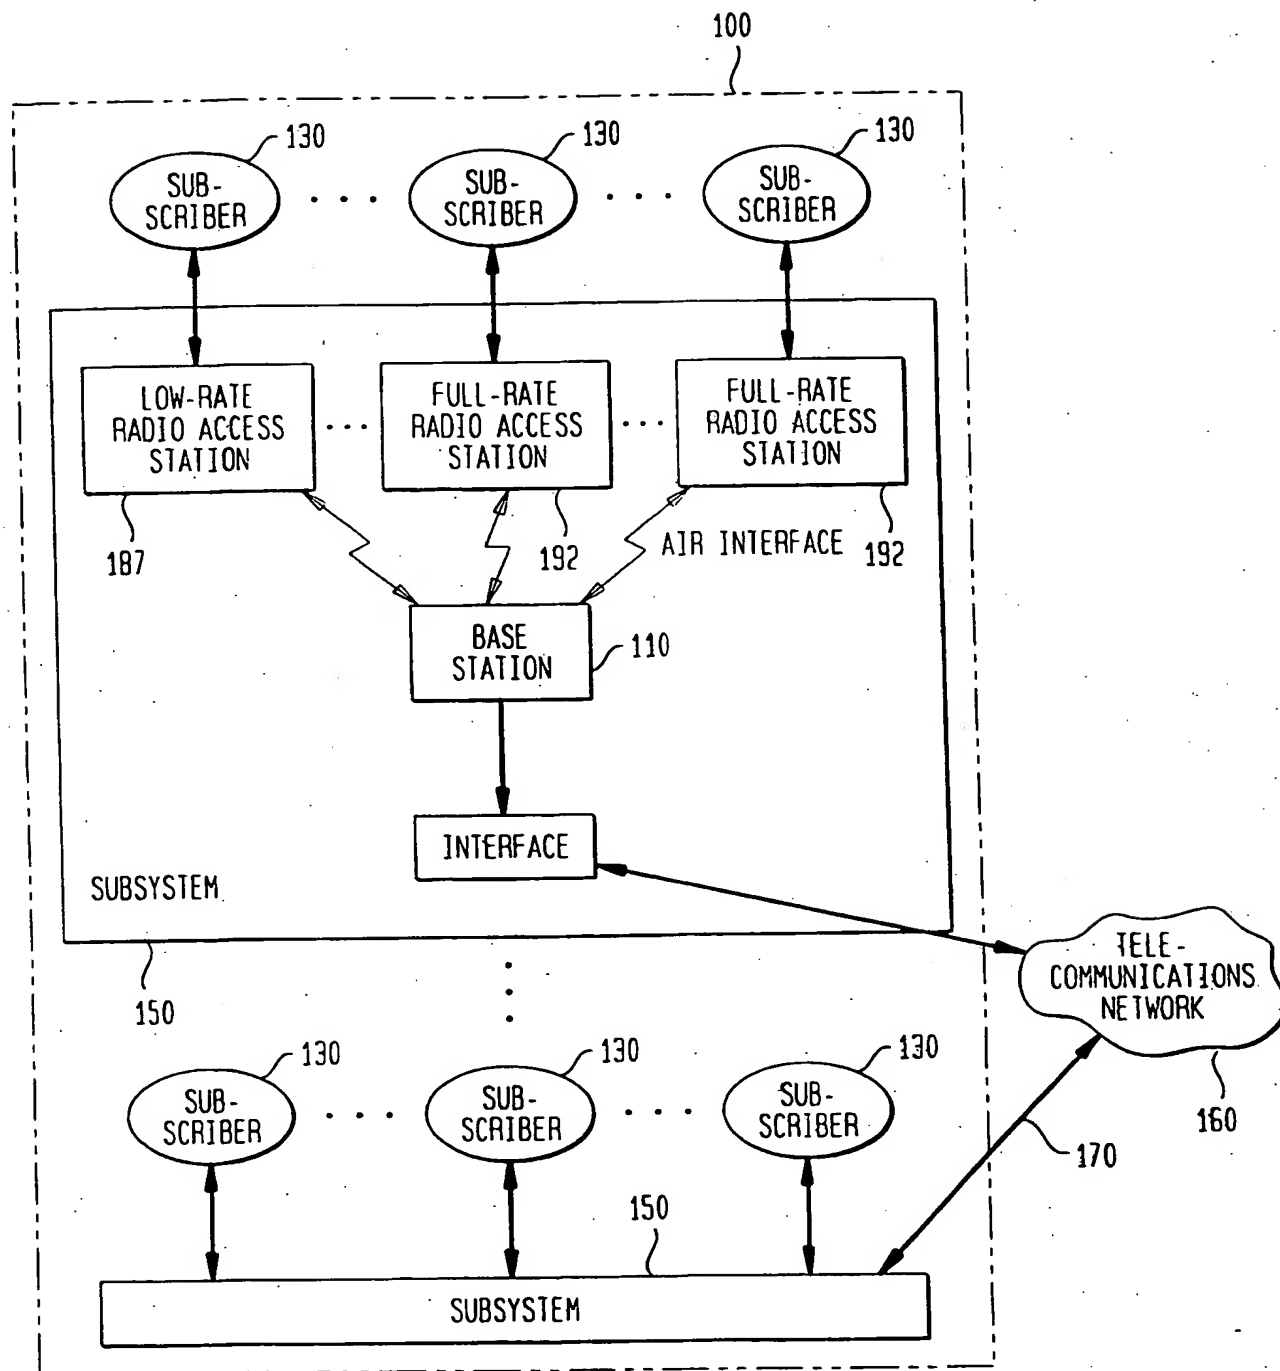 100
130
130
130
SUB-
SCRIBER
SUB-
SCRIBER
SUB-
SCRIBER
LOW-RATE
RADIO ACCESS
STATION
FULL-RATE
RADIO ACCESS
STATION
FULL-RATE
RADIO ACCESS
STATION
187
192
AIR INTERFACE
192
BASE
STATION
110
INTERFACE
SUBSYSTEM
150
TELE-
COMMUNICATIONS
NETWORK
160
130
130
130
SUB-
SCRIBER
SUB-
SCRIBER
SUB-
SCRIBER
170
150
SUBSYSTEM